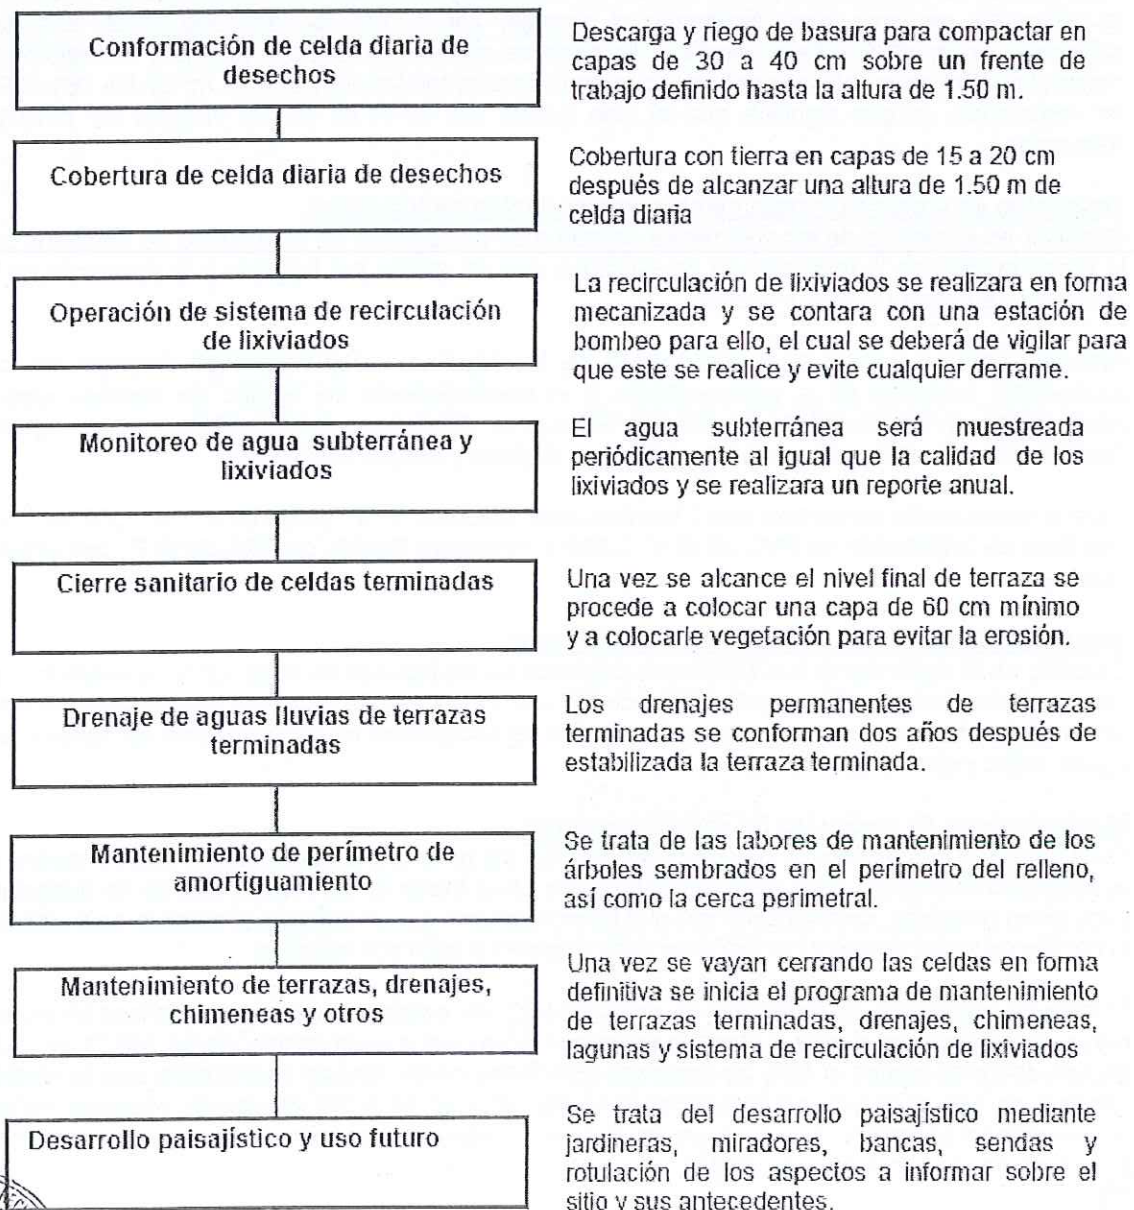 Conformación de celda diaria de
desechos
Descarga y riego de basura para compactar en
capas de 30 a 40 cm sobre un frente de
trabajo definido hasta la altura de 1.50 m.
Cobertura de celda diaria de desechos
Cobertura con tierra en capas de 15 a 20 cm
después de alcanzar una altura de 1.50 m de
celda diaria
Operación de sistema de recirculación
de lixiviados
La recirculación de lixiviados se realizara en forma
mecanizada y se contara con una estación de
bombeo para ello, el cual se deberá de vigilar para
que este se realice y evite cualquier derrame.
Monitoreo de agua subterránea y
lixiviados
El agua subterránea será muestreada
periódicamente al igual que la calidad de los
lixiviados y se realizara un reporte anual.
Cierre sanitario de celdas terminadas
Una vez se alcance el nivel final de terraza se
procede a colocar una capa de 60 cm mínimo
y a colocarle vegetación para evitar la erosión.
Drenaje de aguas lluvias de terrazas
terminadas
Los drenajes permanentes de terrazas
terminadas se conforman dos años después de
estabilizada la terraza terminada.
Mantenimiento de perímetro de
amortiguamiento
Se trata de las labores de mantenimiento de los
árboles sembrados en el perímetro del relleno,
así como la cerca perimetral.
Mantenimiento de terrazas, drenajes,
chimeneas y otros
Una vez se vayan cerrando las celdas en forma
definitiva se inicia el programa de mantenimiento
de terrazas terminadas, drenajes, chimeneas,
lagunas y sistema de recirculación de lixiviados
Desarrollo paisajístico y uso futuro
Se trata del desarrollo paisajístico mediante
jardineras, miradores, bancas, sendas y
rotulación de los aspectos a informar sobre el
sitio y sus antecedentes.